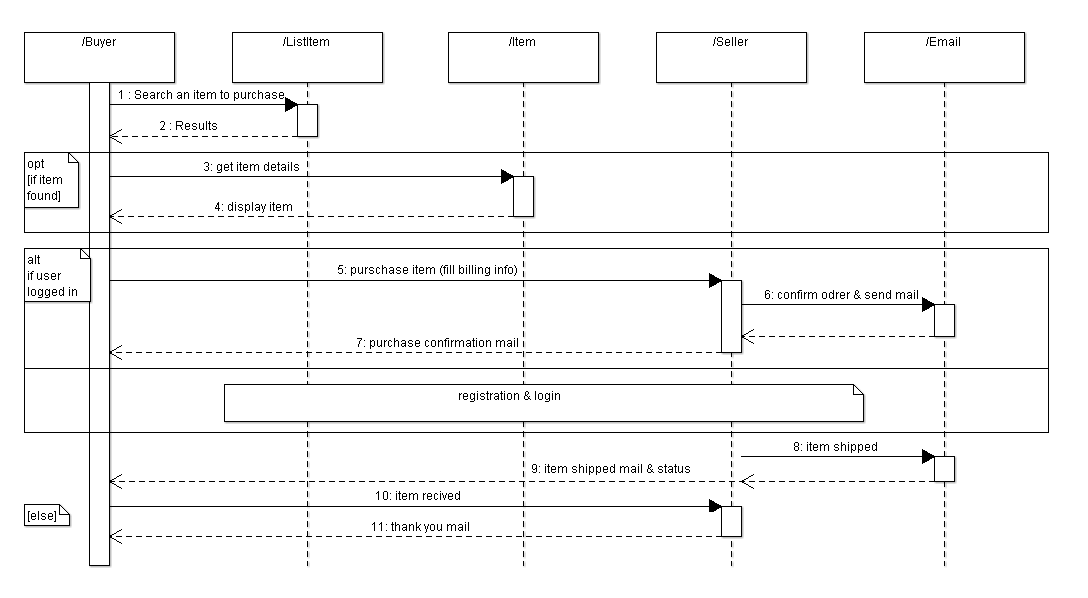 /Buyer
/ListItem
/Item
/Seller
/Email
1 : Search an item to purchase
2 : Results
opt
[if item
found]
3: get item details
4: display item
alt
if user
logged in
5: purschase item (fill billing info)
6: confirm odrer & send mail
7: purchase confirmation mail
registration & login
8: item shipped
9: item shipped mail & status
10: item recived
[else]
11: thank you mail